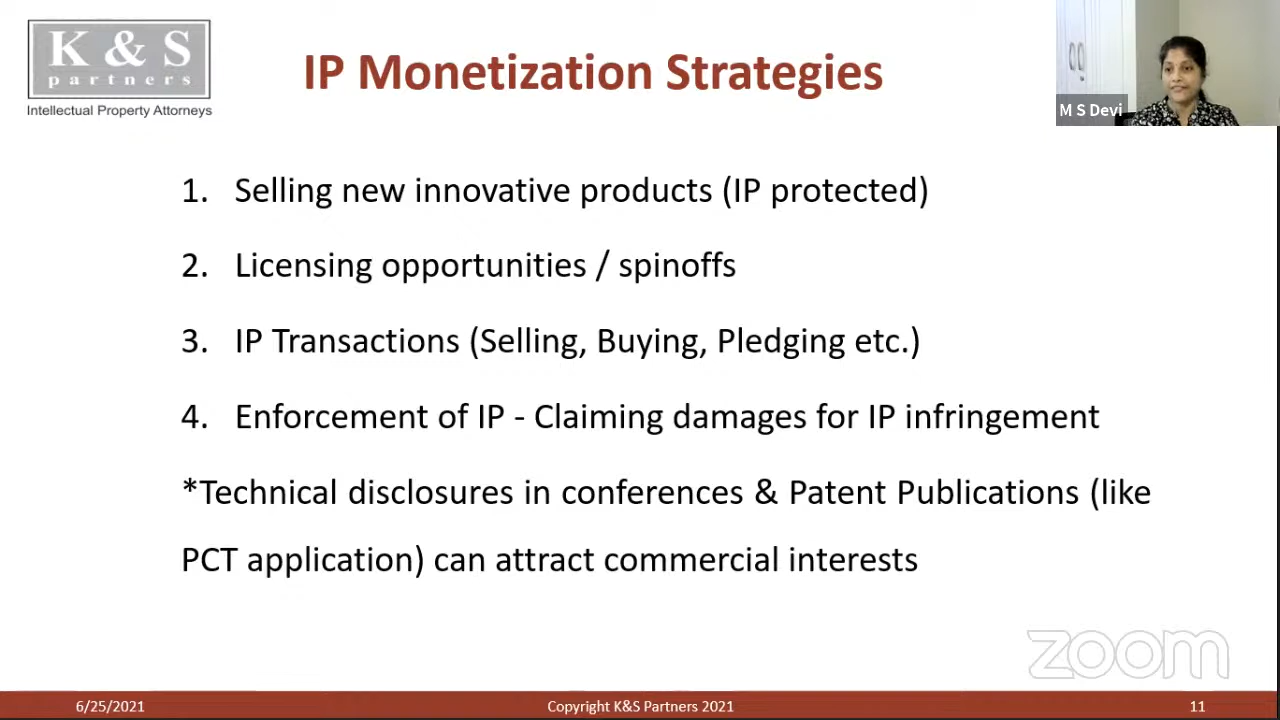 K & S
partners
Intellectual Property Attorneys
IP Monetization Strategies
M S Devi
1. Selling new innovative products (IP protected)
2. Licensing opportunities / spinoffs
3. IP Transactions (Selling, Buying, Pledging etc.)
4. Enforcement of IP - Claiming damages for IP infringement
*Technical disclosures in conferences & Patent Publications (like
PCT application) can attract commercial interests
zoom
6/25/2021
Copyright K&S Partners 2021
11